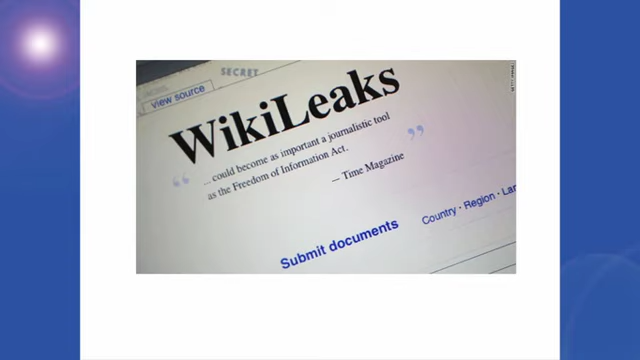 SECRET
view source
WikiLeaks
“ ... could become as important a journalistic tool
as the Freedom of Information Act. ”
— Time Magazine
Submit documents
Country · Region ·